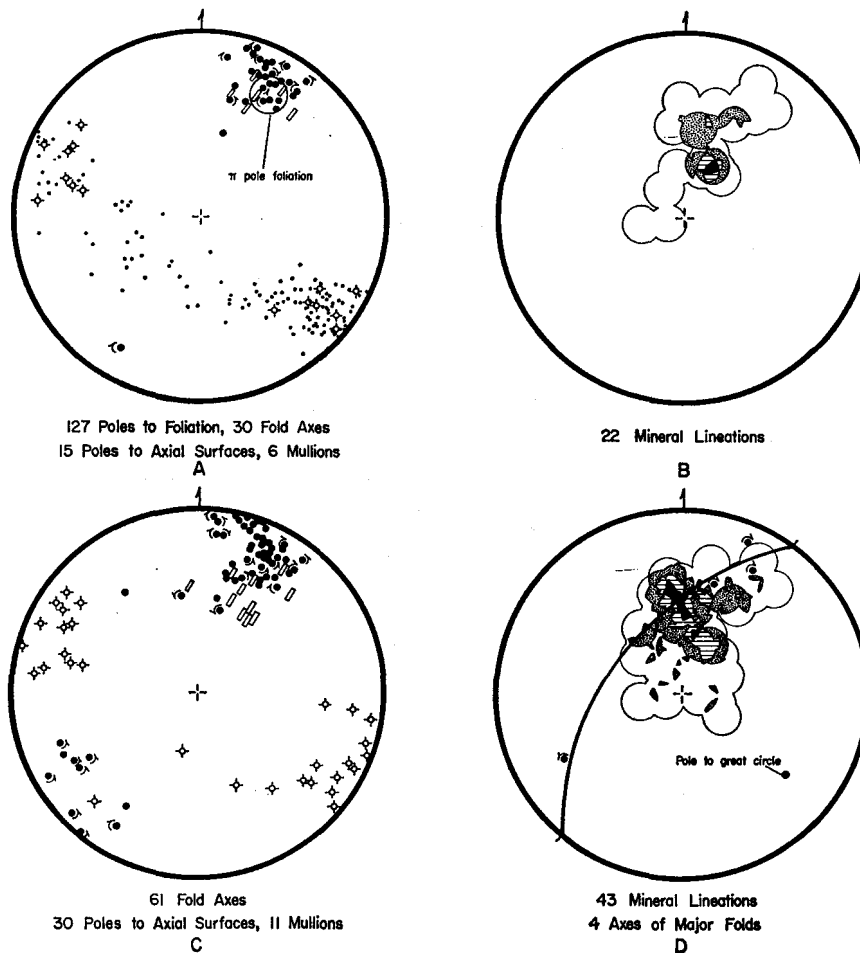 π pole foliation
127 Poles to Foliation, 30 Fold Axes
15 Poles to Axial Surfaces, 6 Mullions
A
22 Mineral Lineations
B
61 Fold Axes
30 Poles to Axial Surfaces, 11 Mullions
C
Pole to great circle
43 Mineral Lineations
4 Axes of Major Folds
D